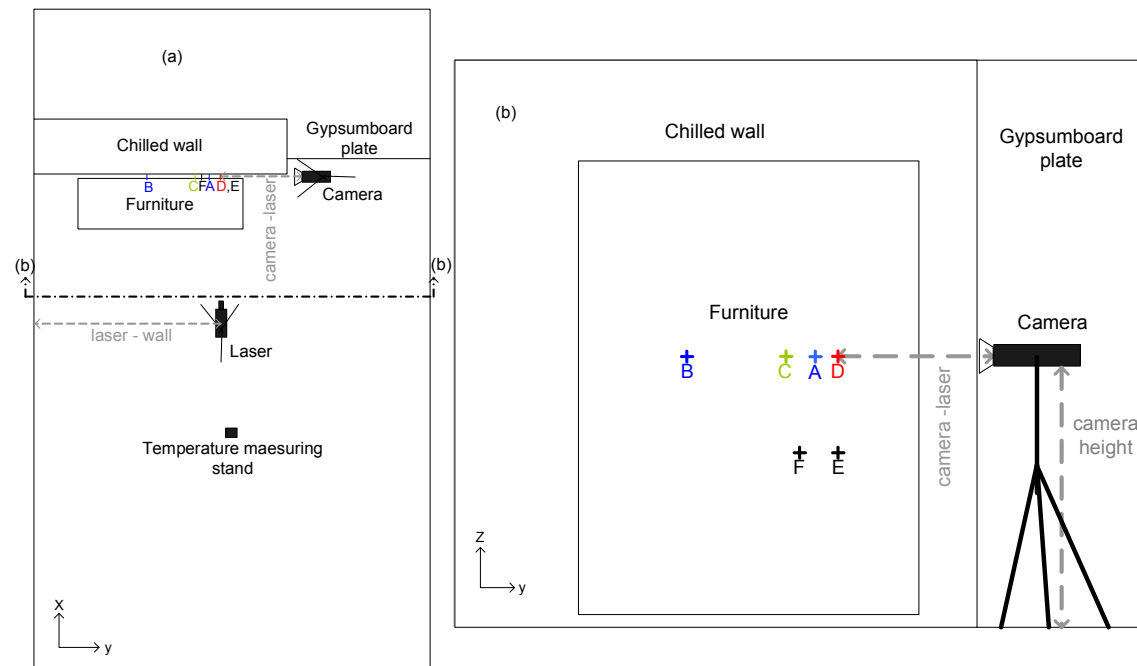 (a)
Chilled wall
Gypsumboard
plate
B
C
F
A
D,E
Furniture
Camera
camera -laser
(b)
(b)
laser - wall
Laser
Temperature maesuring
stand
X
y
(b)
Chilled wall
Gypsumboard
plate
Furniture
Camera
B
C
A
D
camera -laser
camera
height
F
E
Z
y